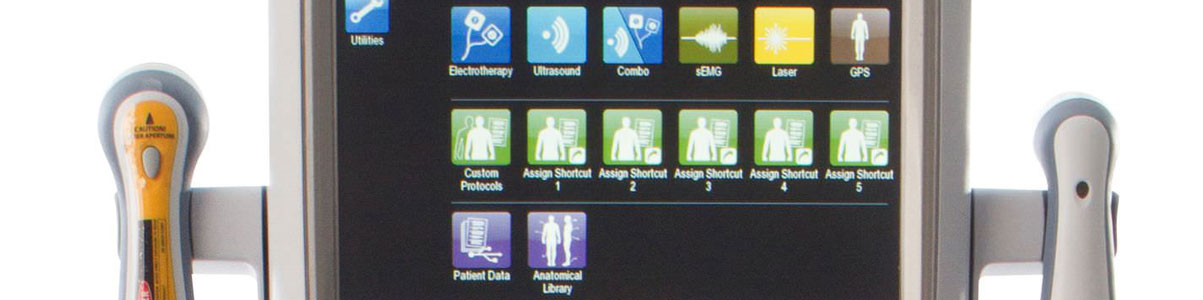 Utilities
Electrotherapy
Ultrasound
Combo
sEMG
Laser
GPS
Custom
Protocols
Assign Shortcut
1
Assign Shortcut
2
Assign Shortcut
3
Assign Shortcut
4
Assign Shortcut
5
Patient Data
Anatomical
Library
CAUTION!